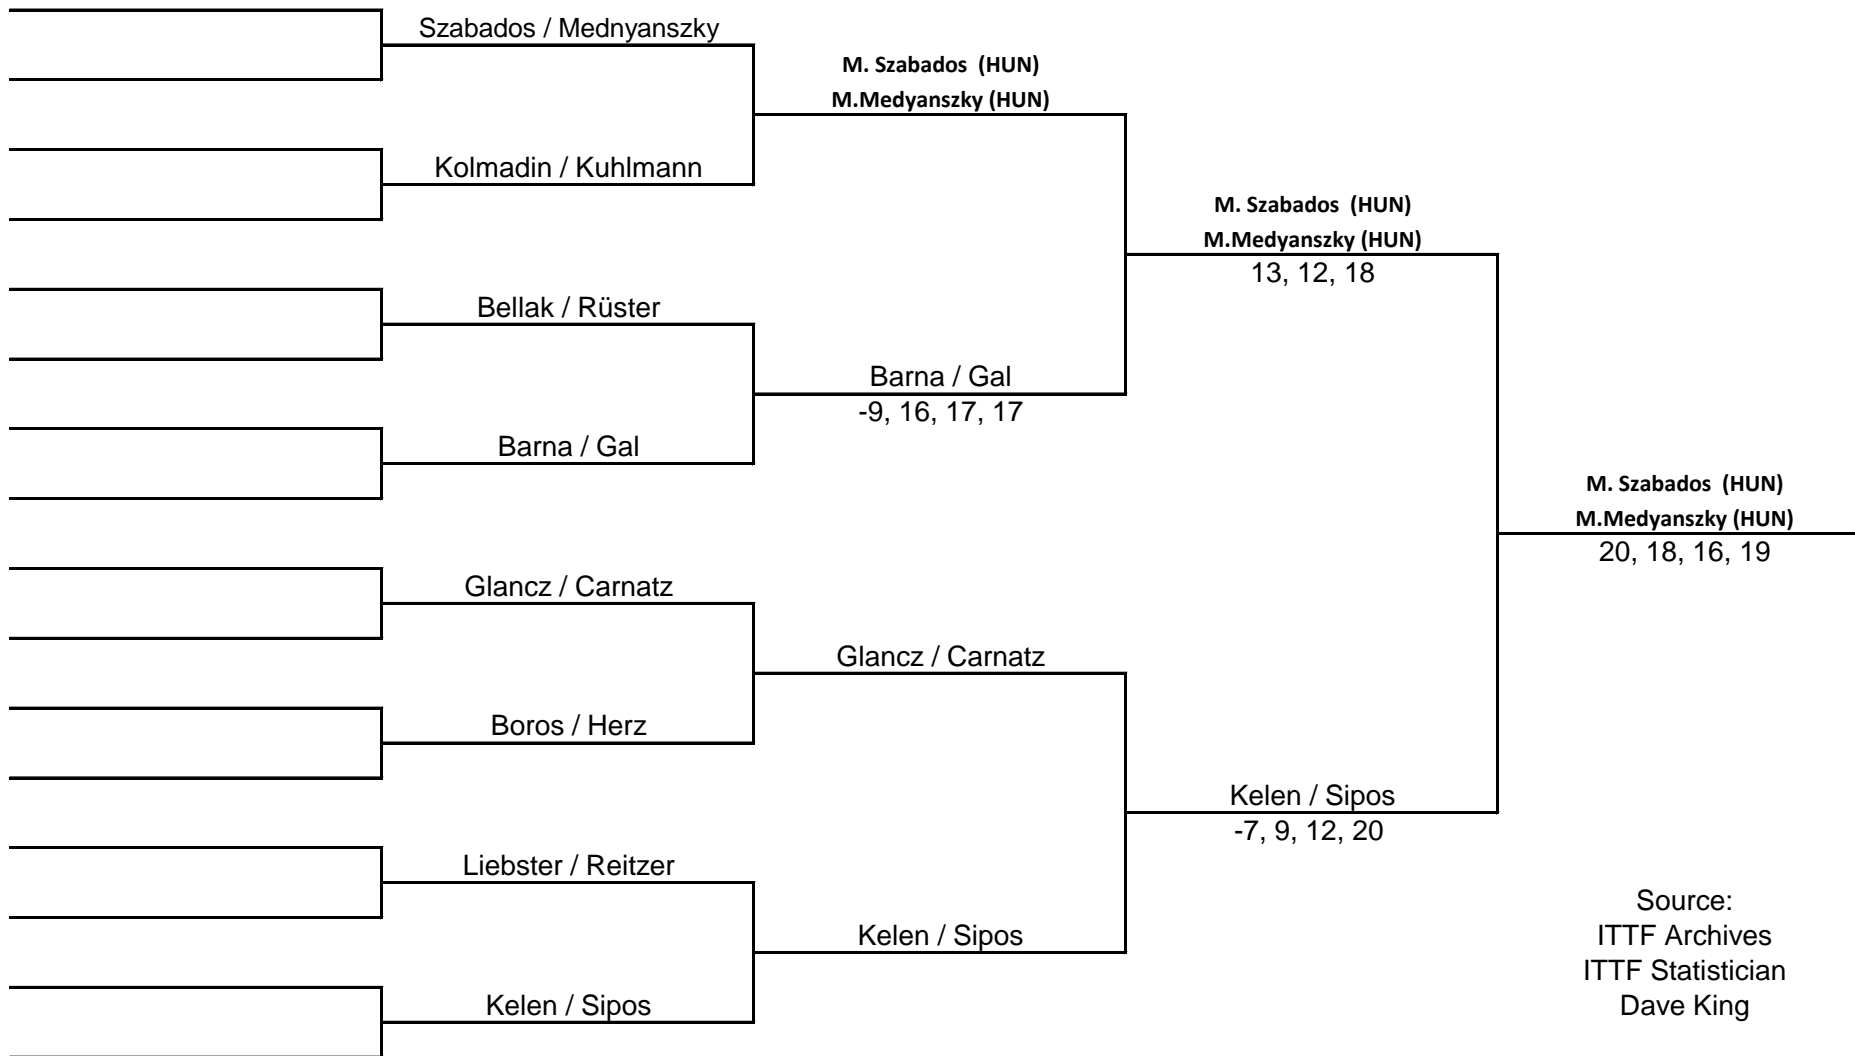 Szabados / Mednyanszky
M. Szabados (HUN)
M.Medyanszky (HUN)
Kolmadin / Kuhlmann
M. Szabados (HUN)
M.Medyanszky (HUN)
13, 12, 18
Bellak / Rüster
Barna / Gal
-9, 16, 17, 17
Barna / Gal
M. Szabados (HUN)
M.Medyanszky (HUN)
20, 18, 16, 19
Glancz / Carnatz
Glancz / Carnatz
Boros / Herz
Kelen / Sipos
-7, 9, 12, 20
Liebster / Reitzer
Kelen / Sipos
Kelen / Sipos
Source:
ITTF Archives
ITTF Statistician
Dave King